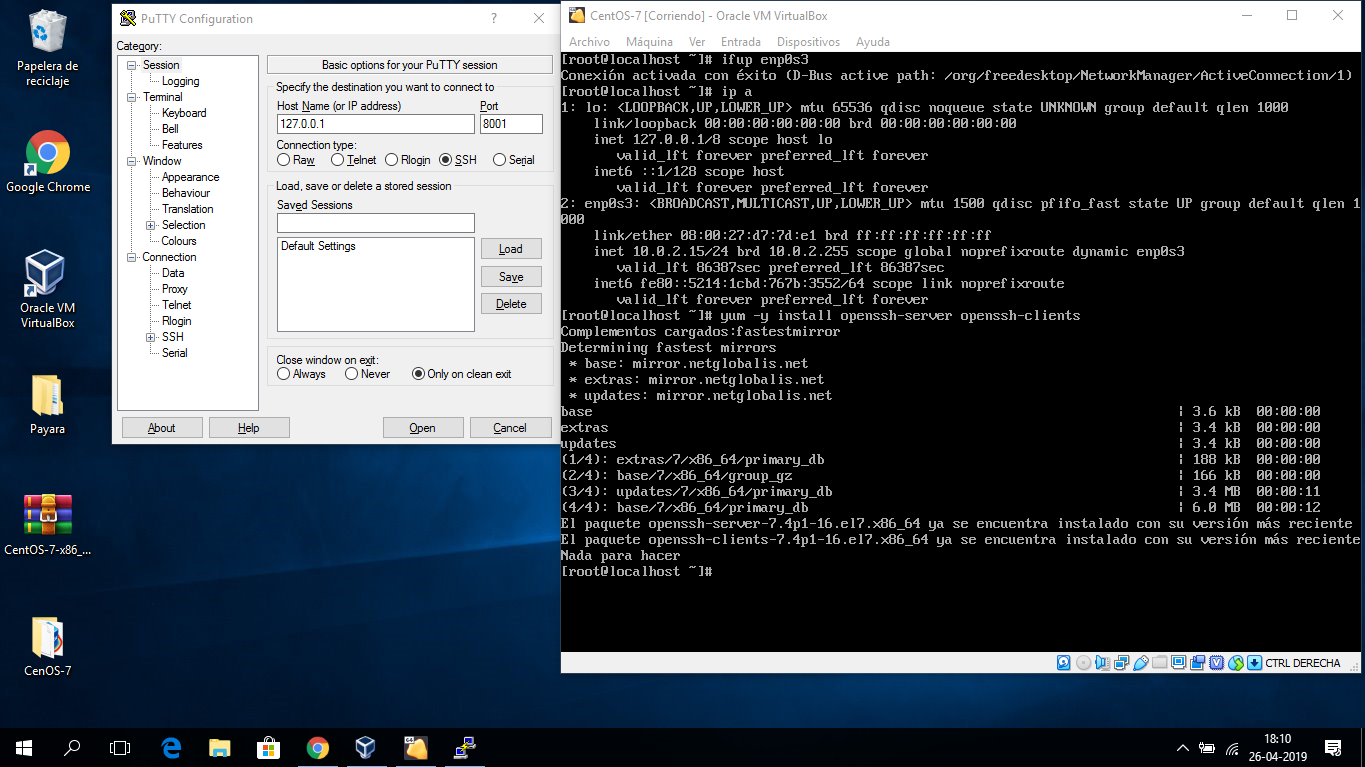 Papelera de
reciclaje
Google Chrome
Oracle VM
VirtualBox
Payara
CentOS-7-x86_...
CenOS-7
PuTTY Configuration
Category:
Session
Logging
Terminal
Keyboard
Bell
Features
Window
Appearance
Behaviour
Translation
Selection
Colours
Connection
Data
Proxy
Telnet
Rlogin
SSH
Serial
Basic options for your PuTTY session
Specify the destination you want to connect to
Host Name (or IP address) Port
127.0.0.1 8001
Connection type:
Raw Telnet Rlogin SSH Serial
Load, save or delete a stored session
Saved Sessions
Default Settings
Load
Save
Delete
Close window on exit:
Always Never Only on clean exit
About Help Open Cancel
CentOS-7 [Corriendo] - Oracle VM VirtualBox
Archivo Máquina Ver Entrada Dispositivos Ayuda
[root@localhost ~]# ifup enp0s3
Conexión activada con éxito (D-Bus active path: /org/freedesktop/NetworkManager/ActiveConnection/1)
[root@localhost ~]# ip a
1: lo: <LOOPBACK,UP,LOWER_UP> mtu 65536 qdisc noqueue state UNKNOWN group default qlen 1000
link/loopback 00:00:00:00:00:00 brd 00:00:00:00:00:00
inet 127.0.0.1/8 scope host lo
valid_lft forever preferred_lft forever
inet6 ::1/128 scope host
valid_lft forever preferred_lft forever
2: enp0s3: <BROADCAST,MULTICAST,UP,LOWER_UP> mtu 1500 qdisc pfifo_fast state UP group default qlen 1
000
link/ether 08:00:27:d7:7d:e1 brd ff:ff:ff:ff:ff:ff
inet 10.0.2.15/24 brd 10.0.2.255 scope global noprefixroute dynamic enp0s3
valid_lft 86387sec preferred_lft 86387sec
inet6 fe80::5214:1cbd:767b:3552/64 scope link noprefixroute
valid_lft forever preferred_lft forever
[root@localhost ~]# yum -y install openssh-server openssh-clients
Complementos cargados:fastestmirror
Determining fastest mirrors
* base: mirror.netglobalis.net
* extras: mirror.netglobalis.net
* updates: mirror.netglobalis.net
base | 3.6 kB 00:00:00
extras | 3.4 kB 00:00:00
updates | 3.4 kB 00:00:00
(1/4): extras/7/x86_64/primary_db | 188 kB 00:00:00
(2/4): base/7/x86_64/group_gz | 166 kB 00:00:00
(3/4): updates/7/x86_64/primary_db | 3.4 MB 00:00:11
(4/4): base/7/x86_64/primary_db | 6.0 MB 00:00:12
El paquete openssh-server-7.4p1-16.el7.x86_64 ya se encuentra instalado con su versión más reciente
El paquete openssh-clients-7.4p1-16.el7.x86_64 ya se encuentra instalado con su versión más reciente
Nada para hacer
[root@localhost ~]#
CTRL DERECHA
18:10
26-04-2019